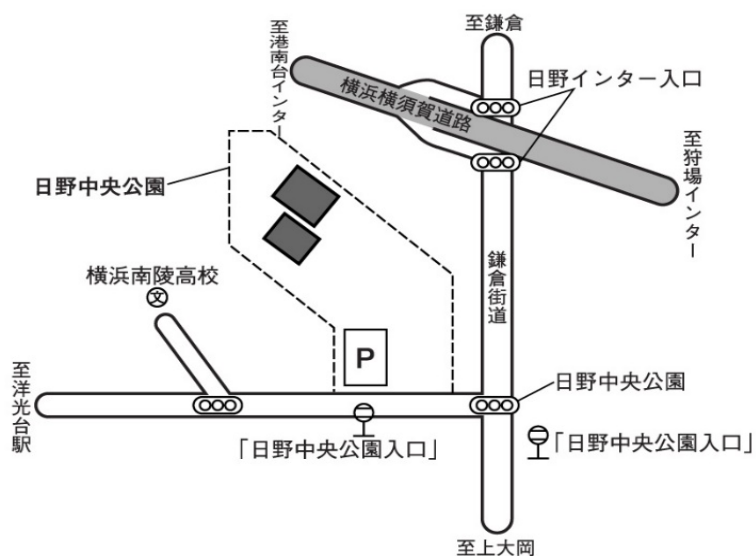 至鎌倉
至港南台インター
日野インター入口
横浜横須賀道路
至狩場インター
日野中央公園
鎌倉街道
横浜南陵高校
文
P
至洋光台駅
日野中央公園
「日野中央公園入口」
「日野中央公園入口」
至上大岡